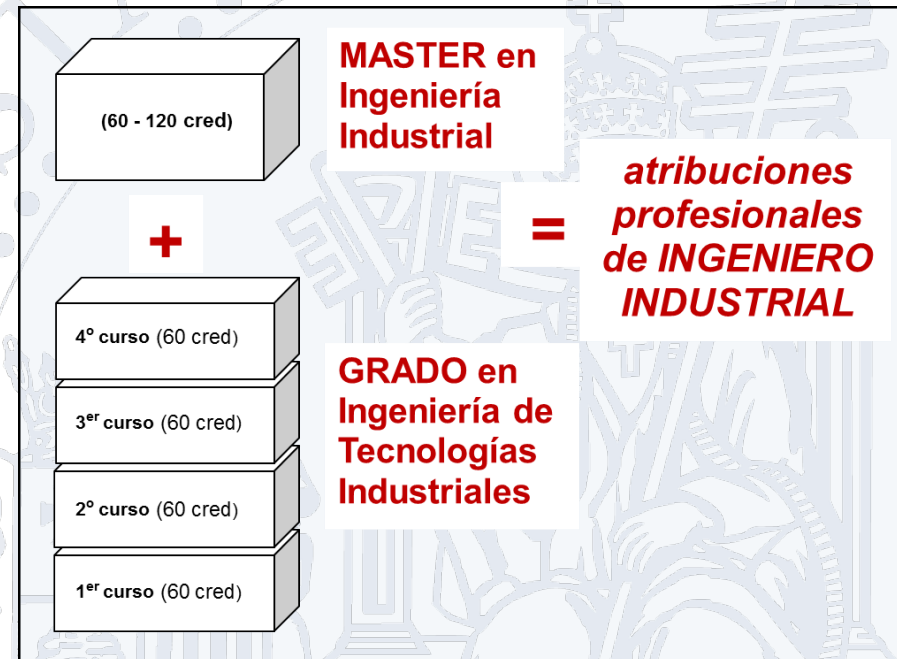 (60 - 120 cred)
MASTER en
Ingeniería
Industrial
+
=
atribuciones
profesionales
de INGENIERO
INDUSTRIAL
4º curso (60 cred)
3er curso (60 cred)
2º curso (60 cred)
1er curso (60 cred)
GRADO en
Ingeniería de
Tecnologías
Industriales